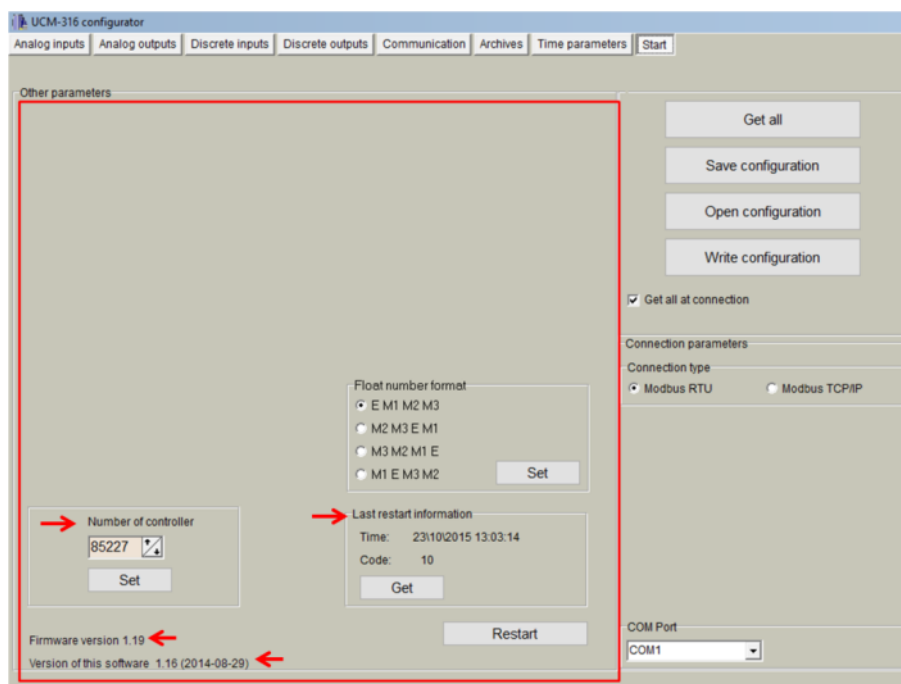 UCM-316 configurator
Analog inputs Analog outputs Discrete inputs Discrete outputs Communication Archives Time parameters Start
Other parameters
Get all
Save configuration
Open configuration
Write configuration
Get all at connection
Connection parameters
Connection type
Modbus RTU Modbus TCP/IP
Float number format
E M1 M2 M3
M2 M3 E M1
M3 M2 M1 E
M1 E M3 M2
Set
Number of controller
85227
Set
Last restart information
Time: 23\10\2015 13:03:14
Code: 10
Get
Restart
Firmware version 1.19
Version of this software 1.16 (2014-08-29)
COM Port
COM1